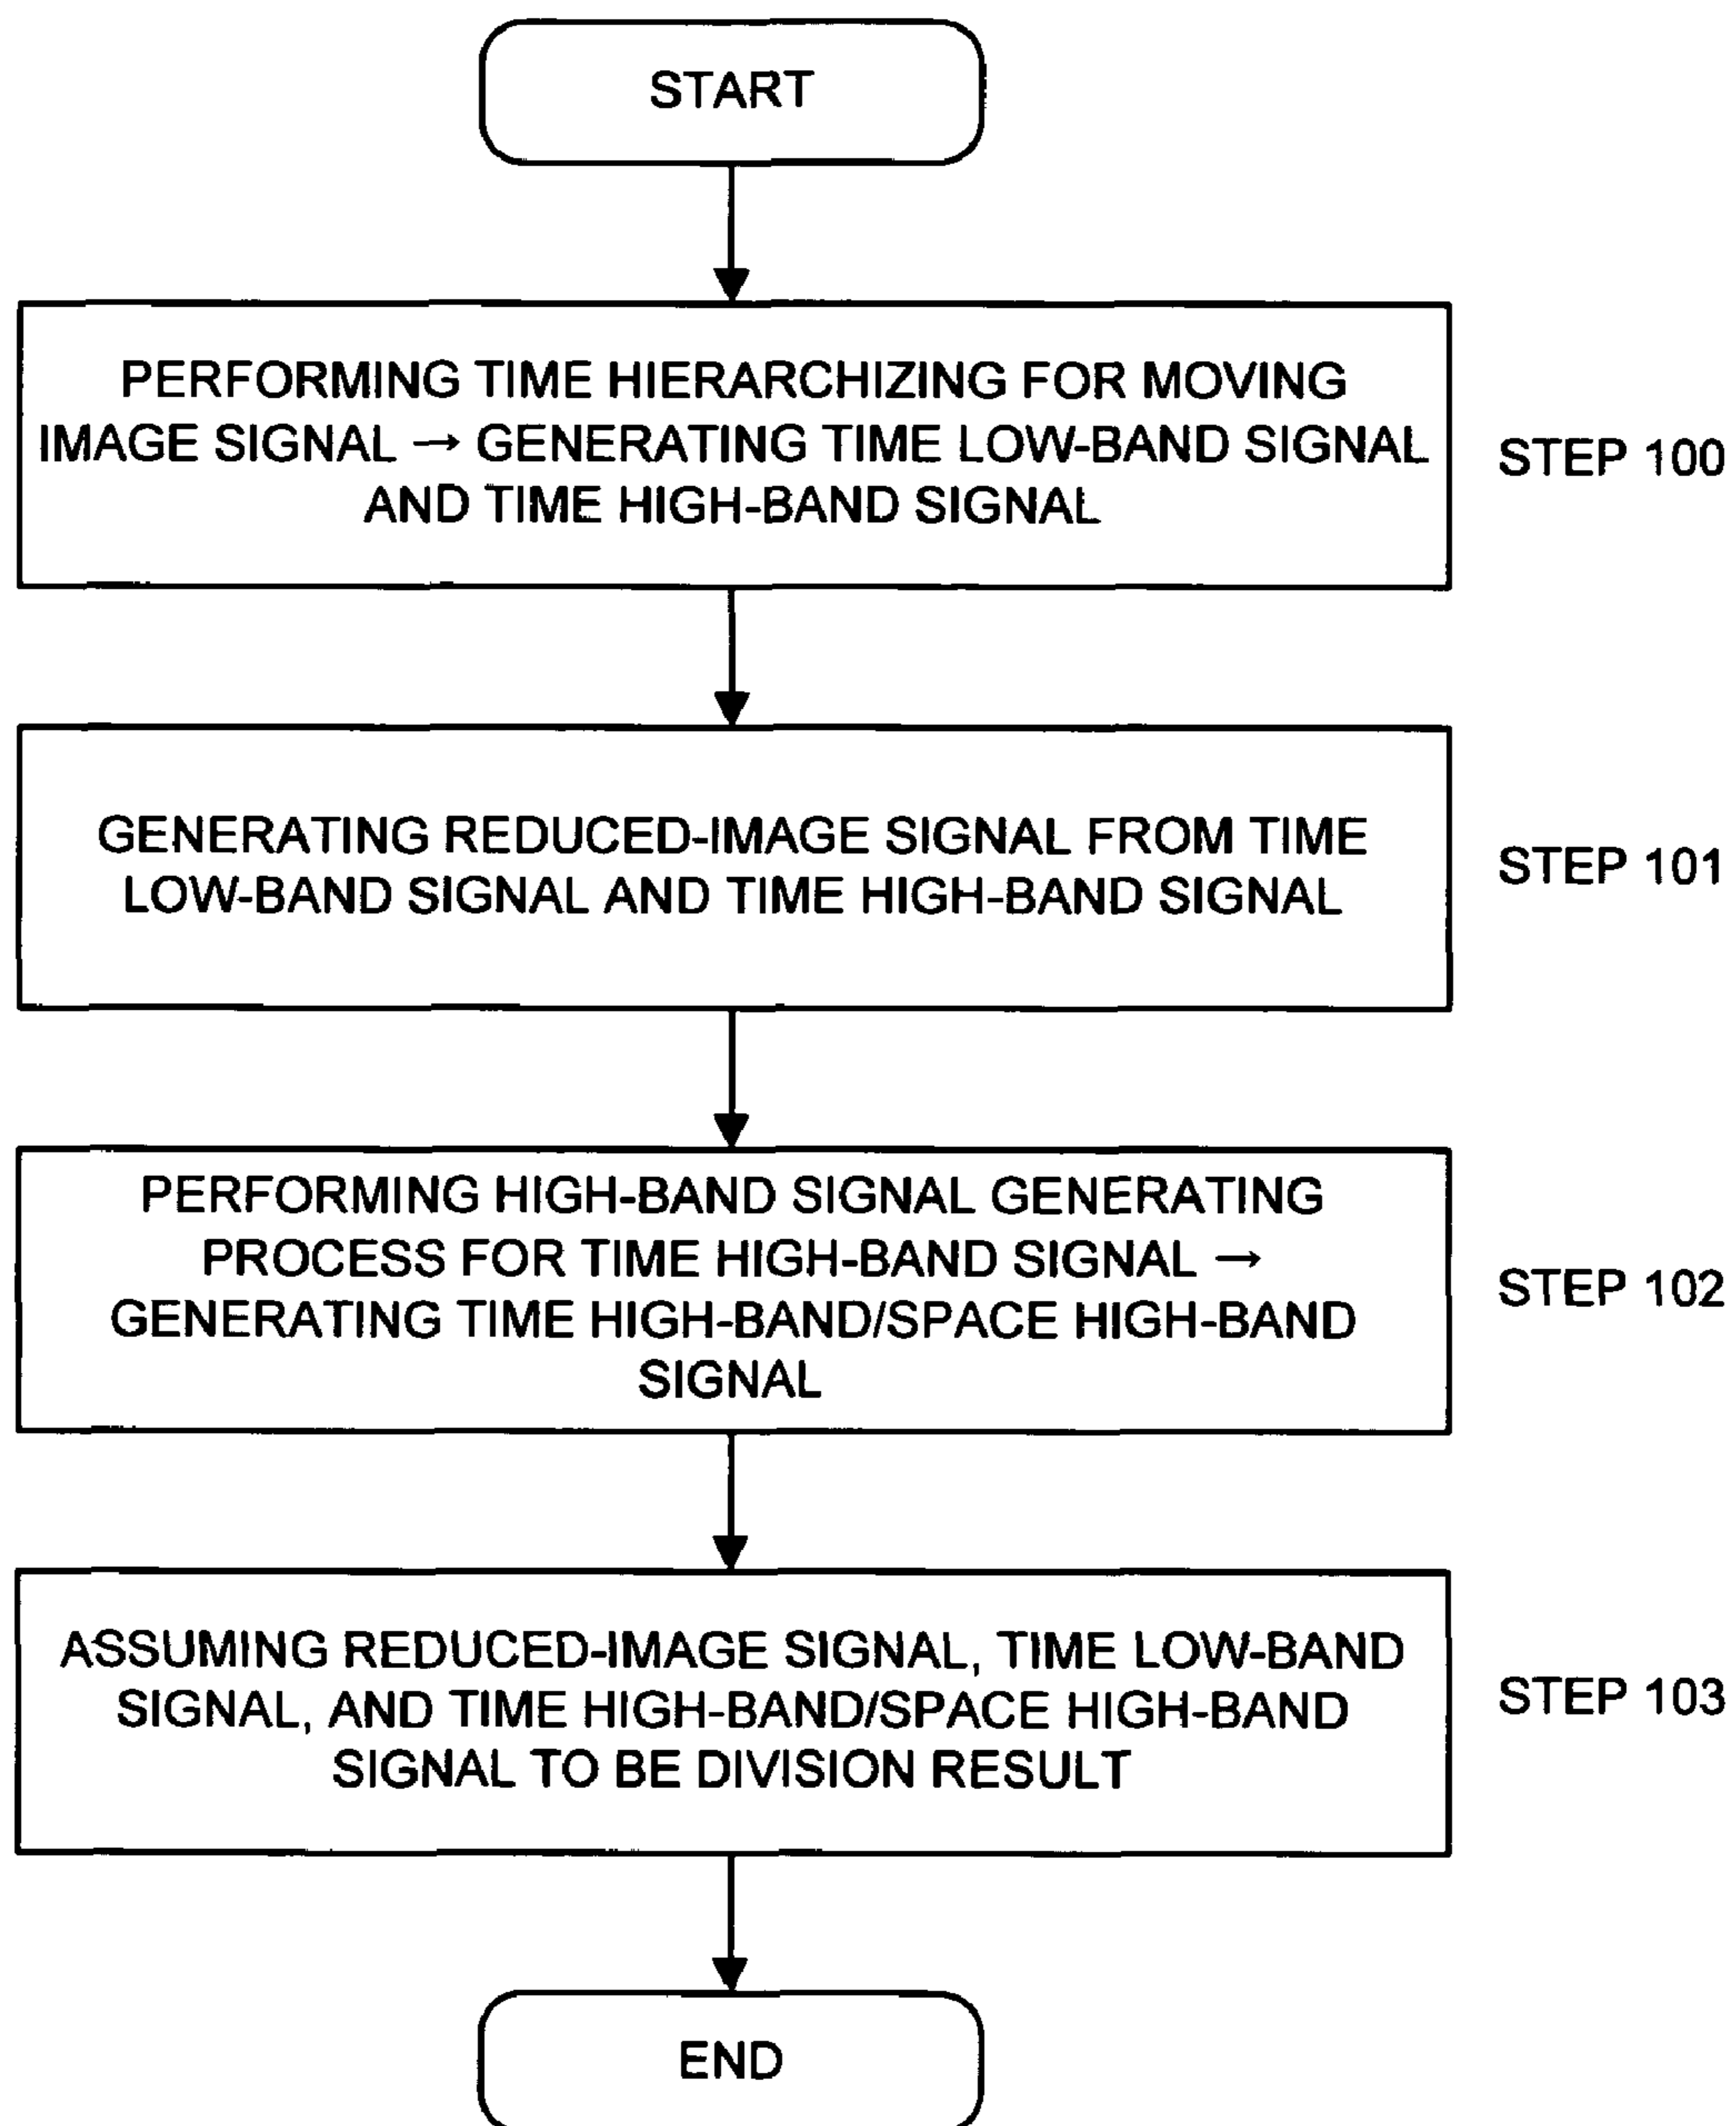 START
PERFORMING TIME HIERARCHIZING FOR MOVING
IMAGE SIGNAL → GENERATING TIME LOW-BAND SIGNAL
AND TIME HIGH-BAND SIGNAL
STEP 100
GENERATING REDUCED-IMAGE SIGNAL FROM TIME
LOW-BAND SIGNAL AND TIME HIGH-BAND SIGNAL
STEP 101
PERFORMING HIGH-BAND SIGNAL GENERATING
PROCESS FOR TIME HIGH-BAND SIGNAL →
GENERATING TIME HIGH-BAND/SPACE HIGH-BAND
SIGNAL
STEP 102
ASSUMING REDUCED-IMAGE SIGNAL, TIME LOW-BAND
SIGNAL, AND TIME HIGH-BAND/SPACE HIGH-BAND
SIGNAL TO BE DIVISION RESULT
STEP 103
END